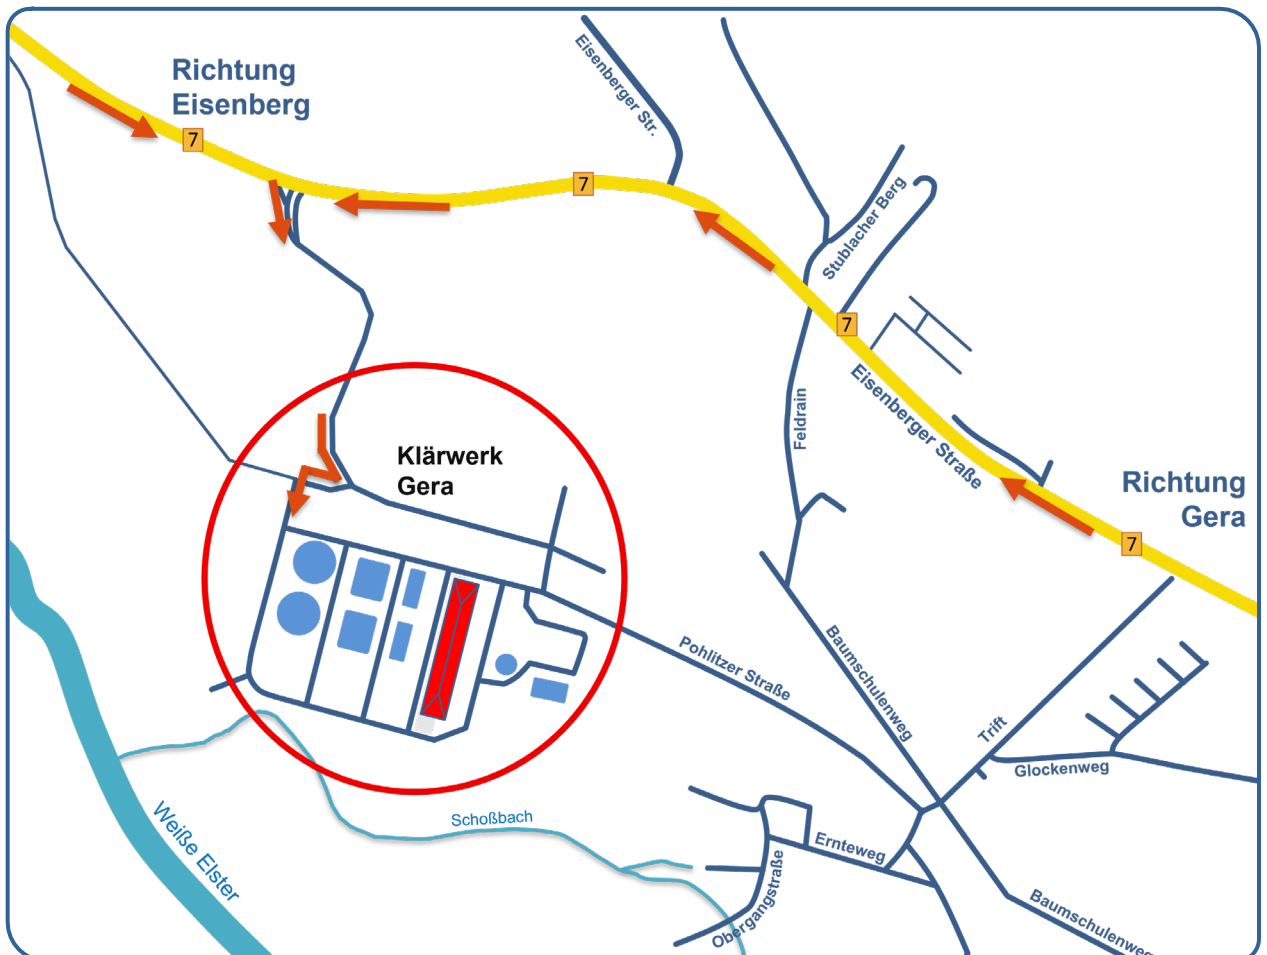 Richtung
Eisenberg
7
Eisenberger Str.
7
Stublacher Berg
7
Eisenberger Straße
Feldrain
Klärwerk
Gera
Richtung
Gera
7
Pohlitzer Straße
Baumschulenweg
Trift
Glockenweg
Weiße Elster
Schoßbach
Ernteweg
Obergangstraße
Baumschulenweg